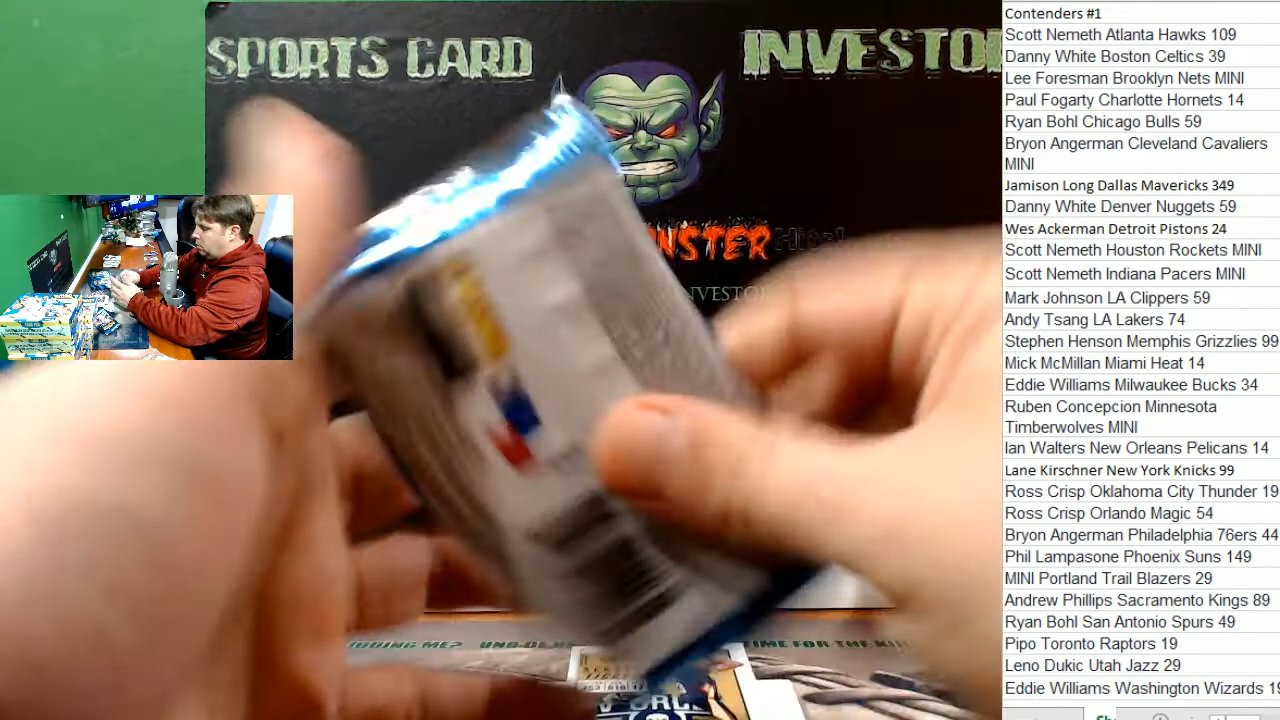 SPORTS CARD INVESTO
NSTER Hits!
INVESTO
Contenders #1
Scott Nemeth Atlanta Hawks 109
Danny White Boston Celtics 39
Lee Foresman Brooklyn Nets MINI
Paul Fogarty Charlotte Hornets 14
Ryan Bohl Chicago Bulls 59
Bryon Angerman Cleveland Cavaliers
MINI
Jamison Long Dallas Mavericks 349
Danny White Denver Nuggets 59
Wes Ackerman Detroit Pistons 24
Scott Nemeth Houston Rockets MINI
Scott Nemeth Indiana Pacers MINI
Mark Johnson LA Clippers 59
Andy Tsang LA Lakers 74
Stephen Henson Memphis Grizzlies 99
Mick McMillan Miami Heat 14
Eddie Williams Milwaukee Bucks 34
Ruben Concepcion Minnesota
Timberwolves MINI
Ian Walters New Orleans Pelicans 14
Lane Kirschner New York Knicks 99
Ross Crisp Oklahoma City Thunder 19
Ross Crisp Orlando Magic 54
Bryon Angerman Philadelphia 76ers 44
Phil Lampasone Phoenix Suns 149
MINI Portland Trail Blazers 29
Andrew Phillips Sacramento Kings 89
Ryan Bohl San Antonio Spurs 49
Pipo Toronto Raptors 19
Leno Dukic Utah Jazz 29
Eddie Williams Washington Wizards 19